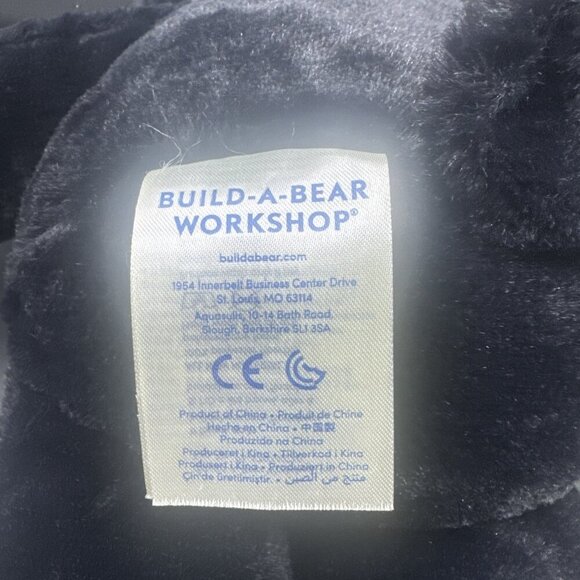 BUILD-A-BEAR
WORKSHOP®
buildabear.com
1954 Innerbelt Business Center Drive
St. Louis, MO 63114
Aquasulis, 10-14 Bath Road,
Slough, Berkshire SL1 3SA
CE
Product of China • Produit de Chine
Hecho en China • 中国製
Produzido na China
Produceret i Kina • Tillverkad i Kina
Produsert i Kina • Produziert in China
Çin'de üretilmiştir. • منتج من الصين